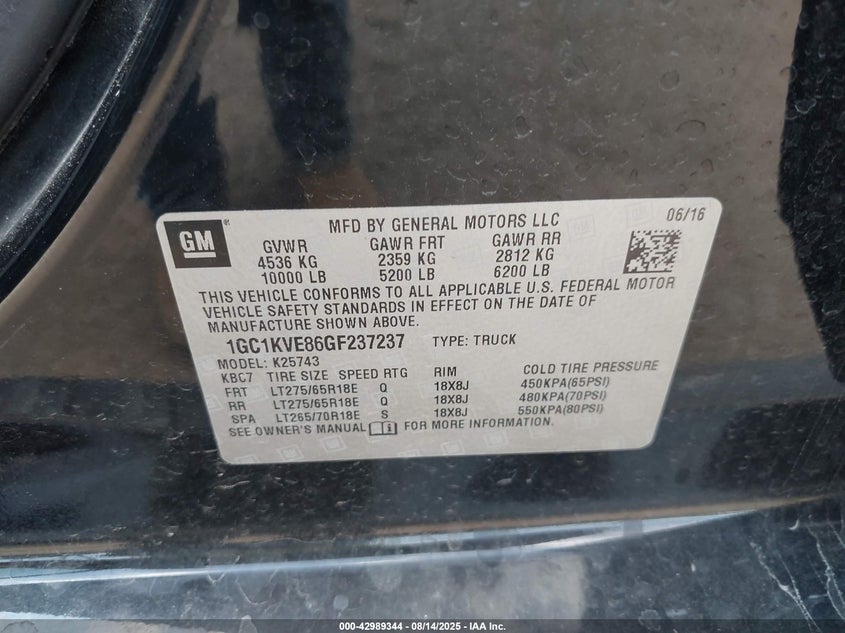 GM
MFD BY GENERAL MOTORS LLC 06/16
GVWR GAWR FRT GAWR RR
4536 KG 2359 KG 2812 KG
10000 LB 5200 LB 6200 LB
THIS VEHICLE CONFORMS TO ALL APPLICABLE U.S. FEDERAL MOTOR
VEHICLE SAFETY STANDARDS IN EFFECT ON THE DATE OF
MANUFACTURE SHOWN ABOVE.
1GC1KVE86GF237237 TYPE: TRUCK
MODEL: K25743
KBC7 TIRE SIZE SPEED RTG RIM COLD TIRE PRESSURE
FRT LT275/65R18E Q 18X8J 450KPA(65PSI)
RR LT275/65R18E Q 18X8J 480KPA(70PSI)
SPA LT265/70R18E S 18X8J 550KPA(80PSI)
SEE OWNER'S MANUAL FOR MORE INFORMATION.
000-42989344 - 08/14/2025 - IAA Inc.